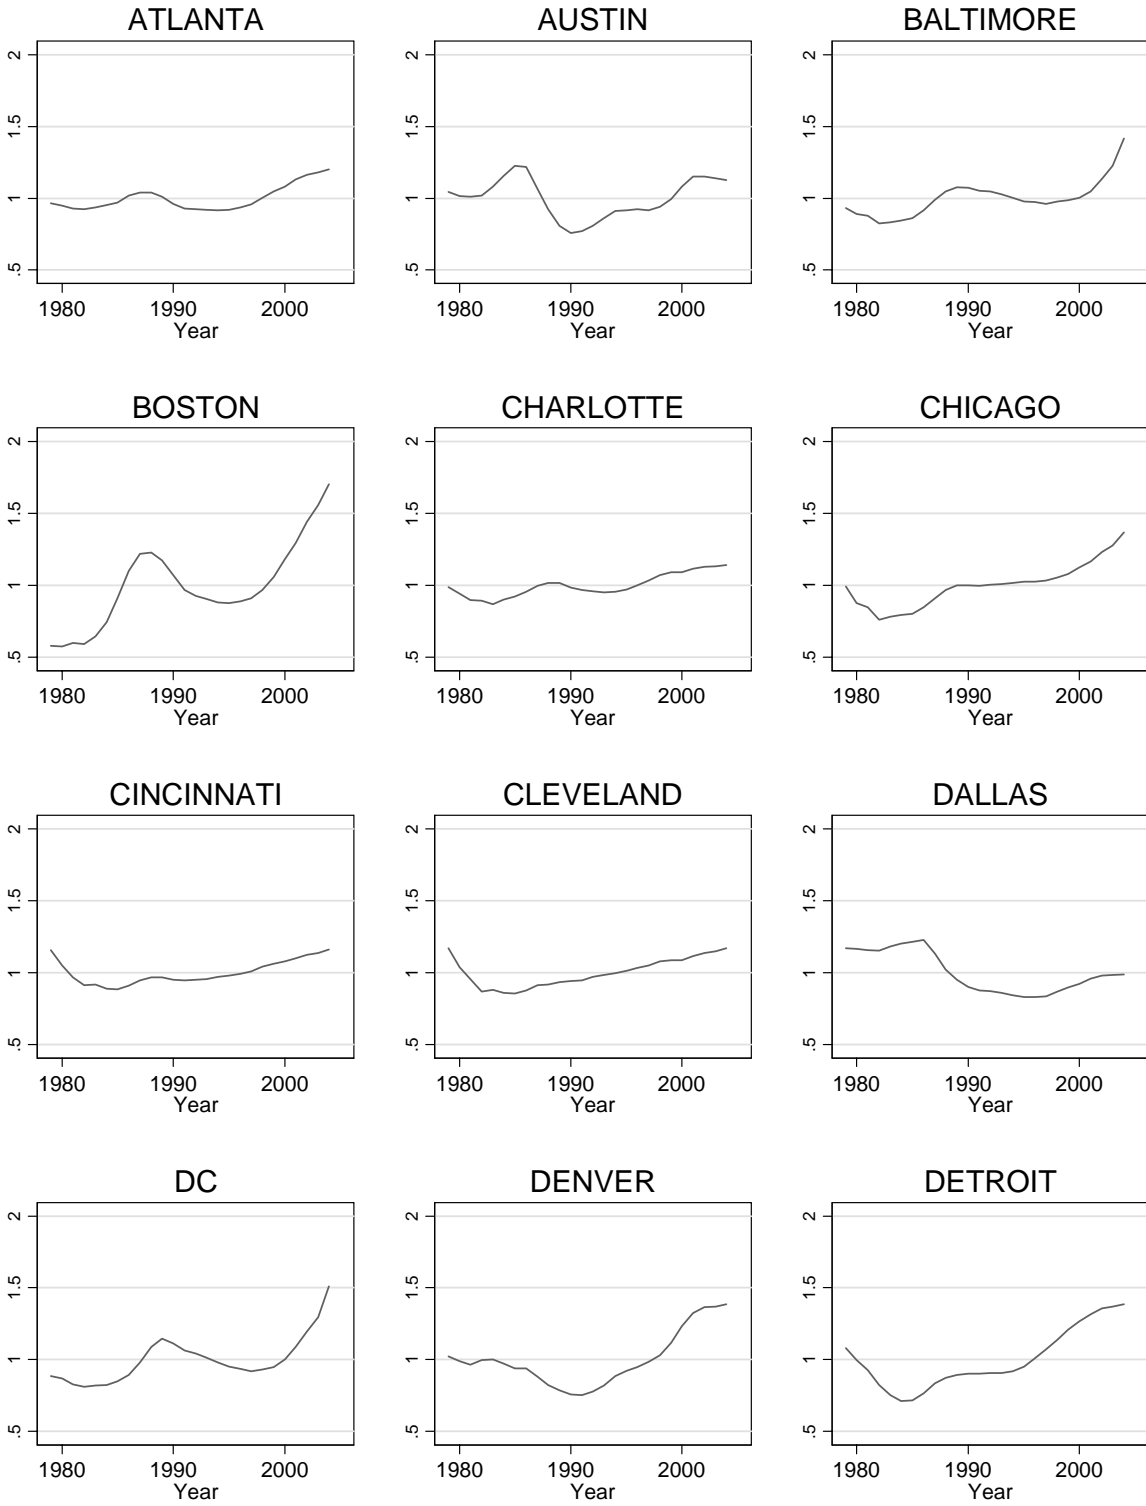 ATLANTA AUSTIN BALTIMORE
2 2 2
1.5 1.5 1.5
1 1 1
.5 .5 .5
1980 1990 2000 1980 1990 2000 1980 1990 2000
Year Year Year
BOSTON CHARLOTTE CHICAGO
2 2 2
1.5 1.5 1.5
1 1 1
.5 .5 .5
1980 1990 2000 1980 1990 2000 1980 1990 2000
Year Year Year
CINCINNATI CLEVELAND DALLAS
2 2 2
1.5 1.5 1.5
1 1 1
.5 .5 .5
1980 1990 2000 1980 1990 2000 1980 1990 2000
Year Year Year
DC DENVER DETROIT
2 2 2
1.5 1.5 1.5
1 1 1
.5 .5 .5
1980 1990 2000 1980 1990 2000 1980 1990 2000
Year Year Year